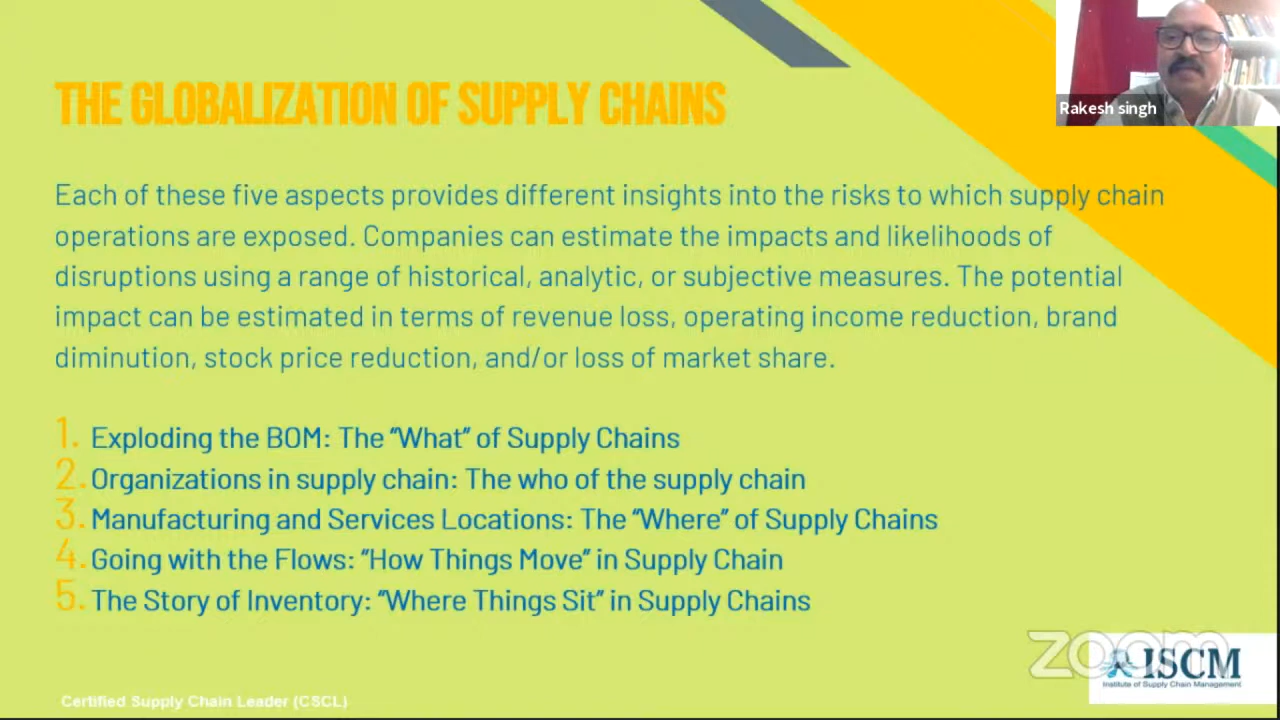 THE GLOBALIZATION OF SUPPLY CHAINS
Rakesh singh
Each of these five aspects provides different insights into the risks to which supply chain
operations are exposed. Companies can estimate the impacts and likelihoods of
disruptions using a range of historical, analytic, or subjective measures. The potential
impact can be estimated in terms of revenue loss, operating income reduction, brand
diminution, stock price reduction, and/or loss of market share.
1. Exploding the BOM: The “What” of Supply Chains
2. Organizations in supply chain: The who of the supply chain
3. Manufacturing and Services Locations: The “Where” of Supply Chains
4. Going with the Flows: “How Things Move” in Supply Chain
5. The Story of Inventory: “Where Things Sit” in Supply Chains
zoom
ISCM
Institute of Supply Chain Management
Certified Supply Chain Leader (CSCL)